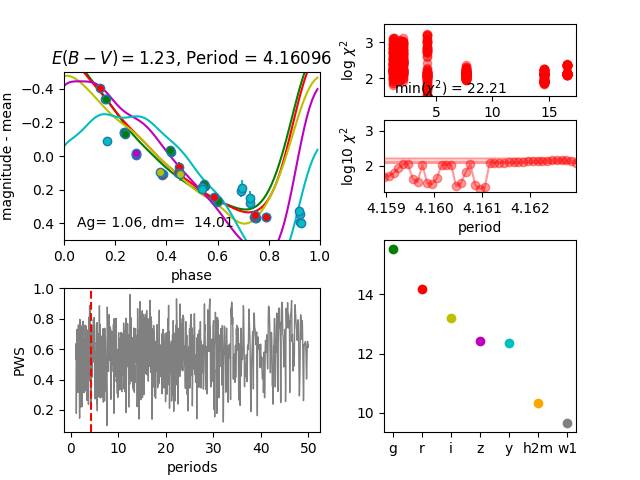 E(B − V) = 1.23, Period = 4.16096
−0.4
−0.2
0.0
0.2
0.4
magnitude - mean
Ag= 1.06, dm= 14.01
0.0 0.2 0.4 0.6 0.8 1.0
phase
1.0
0.8
0.6
0.4
0.2
PWS
0 10 20 30 40 50
periods
3
2
log χ²
min(χ²) = 22.21
5 10 15
3
2
log10 χ²
4.159 4.160 4.161 4.162
period
14
12
10
g r i z y h2m w1